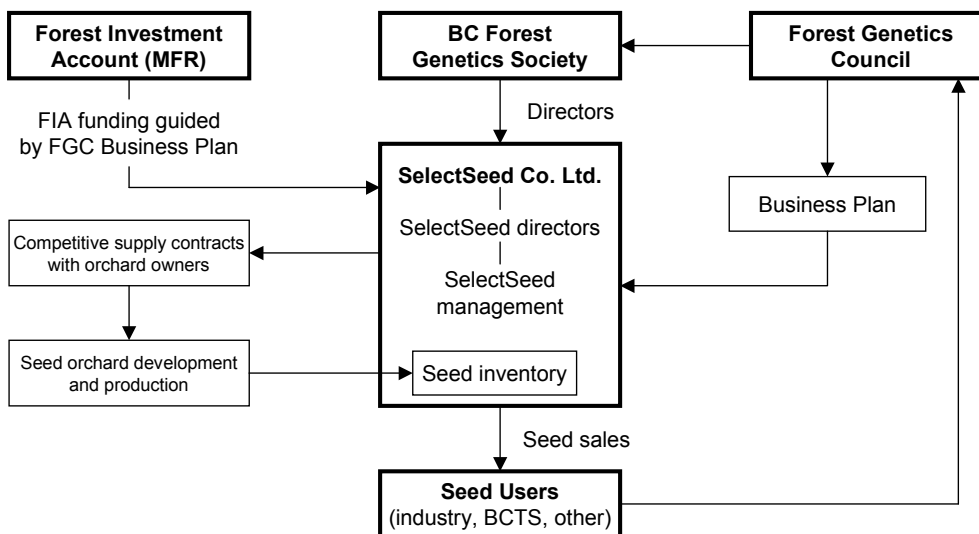 Forest Investment
Account (MFR)
BC Forest
Genetics Society
Forest Genetics
Council
FIA funding guided
by FGC Business Plan
Directors
SelectSeed Co. Ltd.
SelectSeed directors
SelectSeed
management
Business Plan
Competitive supply contracts
with orchard owners
Seed orchard development
and production
Seed inventory
Seed sales
Seed Users
(industry, BCTS, other)